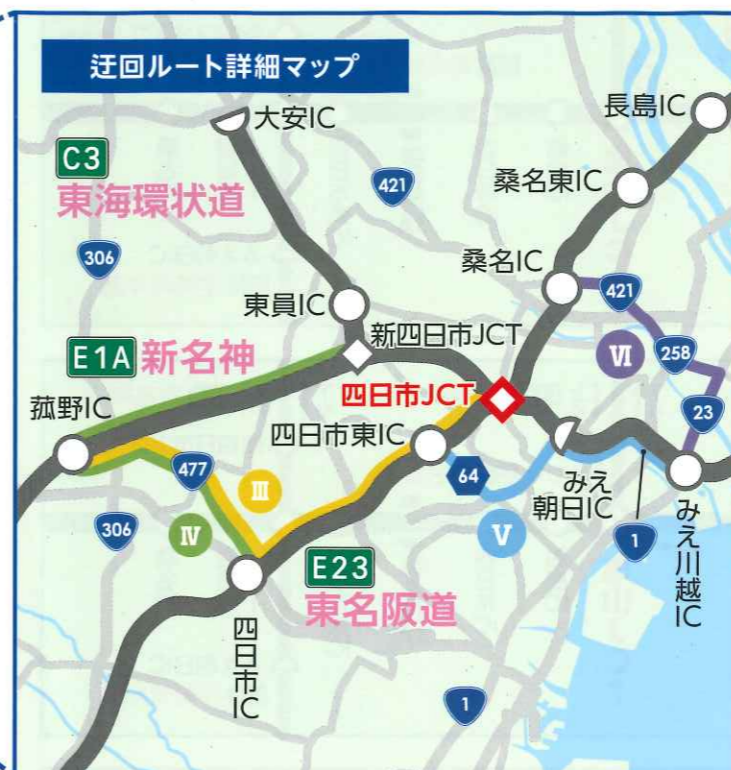 迂回ルート詳細マップ
大安IC
長島IC
C3
東海環状道
421
桑名東IC
306
桑名IC
東員IC
421
新四日市JCT
E1A 新名神
VI
258
四日市JCT
菰野IC
23
四日市東IC
477
64
みえ
朝日IC
III
306
IV
V
1
みえ川越IC
E23
東名阪道
四日市IC
1